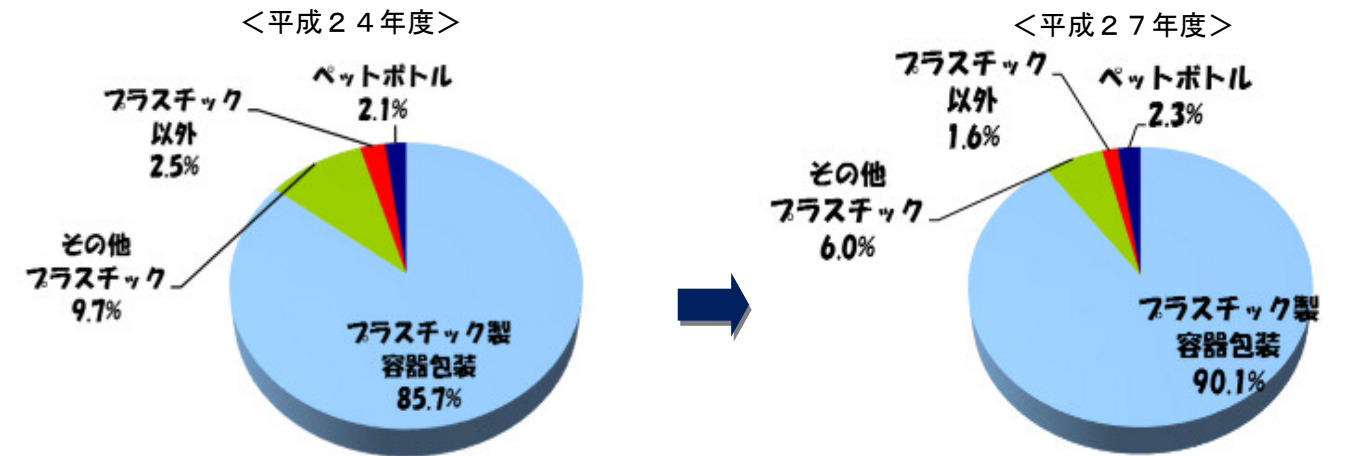 ＜平成２４年度＞
ペットボトル
2.1%
プラスチック
以外
2.5%
その他
プラスチック
9.7%
プラスチック製
容器包装
85.7%
＜平成２７年度＞
プラスチック
以外
1.6%
ペットボトル
2.3%
その他
プラスチック
6.0%
プラスチック製
容器包装
90.1%